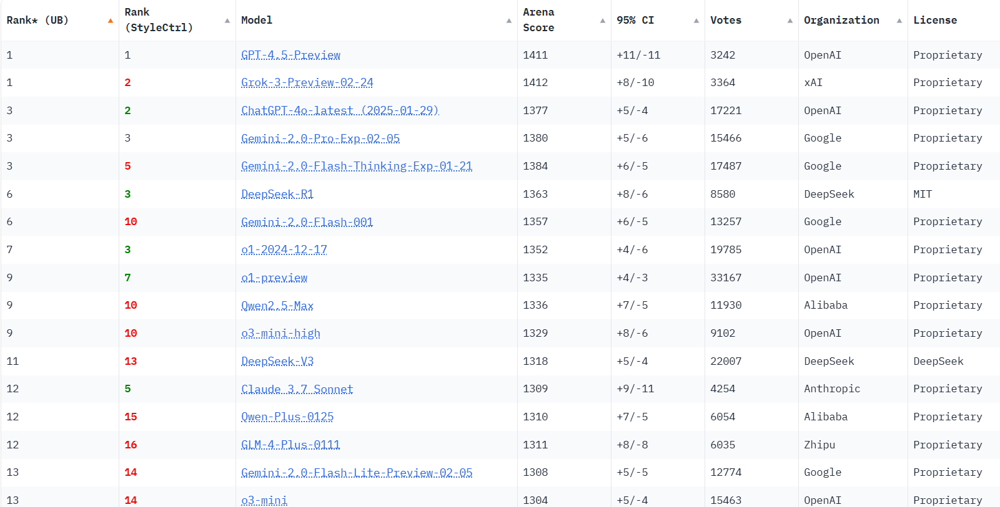 Rank* (UB) ▲ Rank (StyleCtrl) ▲ Model ▲ Arena Score ▲ 95% CI ▲ Votes ▲ Organization ▲ License
1 1 GPT-4.5-Preview 1411 +11/-11 3242 OpenAI Proprietary
1 2 Grok-3-Preview-02-24 1412 +8/-10 3364 xAI Proprietary
3 2 ChatGPT-4o-latest (2025-01-29) 1377 +5/-4 17221 OpenAI Proprietary
3 3 Gemini-2.0-Pro-Exp-02-05 1380 +5/-6 15466 Google Proprietary
3 5 Gemini-2.0-Flash-Thinking-Exp-01-21 1384 +6/-5 17487 Google Proprietary
6 3 DeepSeek-R1 1363 +8/-6 8580 DeepSeek MIT
6 10 Gemini-2.0-Flash-001 1357 +6/-5 13257 Google Proprietary
7 3 o1-2024-12-17 1352 +4/-6 19785 OpenAI Proprietary
9 7 o1-preview 1335 +4/-3 33167 OpenAI Proprietary
9 10 Qwen2.5-Max 1336 +7/-5 11930 Alibaba Proprietary
9 10 o3-mini-high 1329 +8/-6 9102 OpenAI Proprietary
11 13 DeepSeek-V3 1318 +5/-4 22007 DeepSeek DeepSeek
12 5 Claude 3.7 Sonnet 1309 +9/-11 4254 Anthropic Proprietary
12 15 Qwen-Plus-0125 1310 +7/-5 6054 Alibaba Proprietary
12 16 GLM-4-Plus-0111 1311 +8/-8 6035 Zhipu Proprietary
13 14 Gemini-2.0-Flash-Lite-Preview-02-05 1308 +5/-5 12774 Google Proprietary
13 14 o3-mini 1304 +5/-4 15463 OpenAI Proprietary